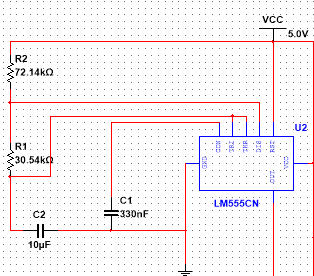 VCC
5.0V
R2
72.14kΩ
R1
30.54kΩ
U2
GND
CON
TRI
THR
DIS
RST
OUT
VCC
LM555CN
C1
330nF
C2
10µF